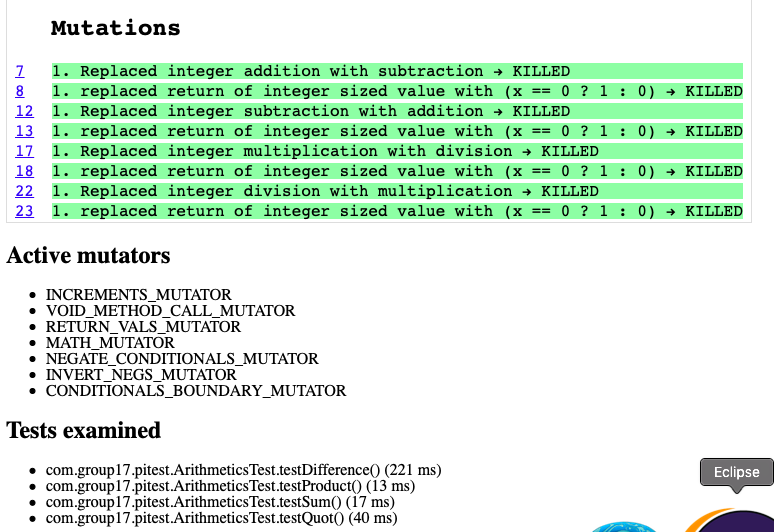 Mutations
7 1. Replaced integer addition with subtraction → KILLED
8 1. replaced return of integer sized value with (x == 0 ? 1 : 0) → KILLED
12 1. Replaced integer subtraction with addition → KILLED
13 1. replaced return of integer sized value with (x == 0 ? 1 : 0) → KILLED
17 1. Replaced integer multiplication with division → KILLED
18 1. replaced return of integer sized value with (x == 0 ? 1 : 0) → KILLED
22 1. Replaced integer division with multiplication → KILLED
23 1. replaced return of integer sized value with (x == 0 ? 1 : 0) → KILLED
Active mutators
• INCREMENTS_MUTATOR
• VOID_METHOD_CALL_MUTATOR
• RETURN_VALS_MUTATOR
• MATH_MUTATOR
• NEGATE_CONDITIONALS_MUTATOR
• INVERT_NEGS_MUTATOR
• CONDITIONALS_BOUNDARY_MUTATOR
Tests examined
• com.group17.pitest.ArithmeticsTest.testDifference() (221 ms)
• com.group17.pitest.ArithmeticsTest.testProduct() (13 ms)
• com.group17.pitest.ArithmeticsTest.testSum() (17 ms)
• com.group17.pitest.ArithmeticsTest.testQuot() (40 ms)
Eclipse